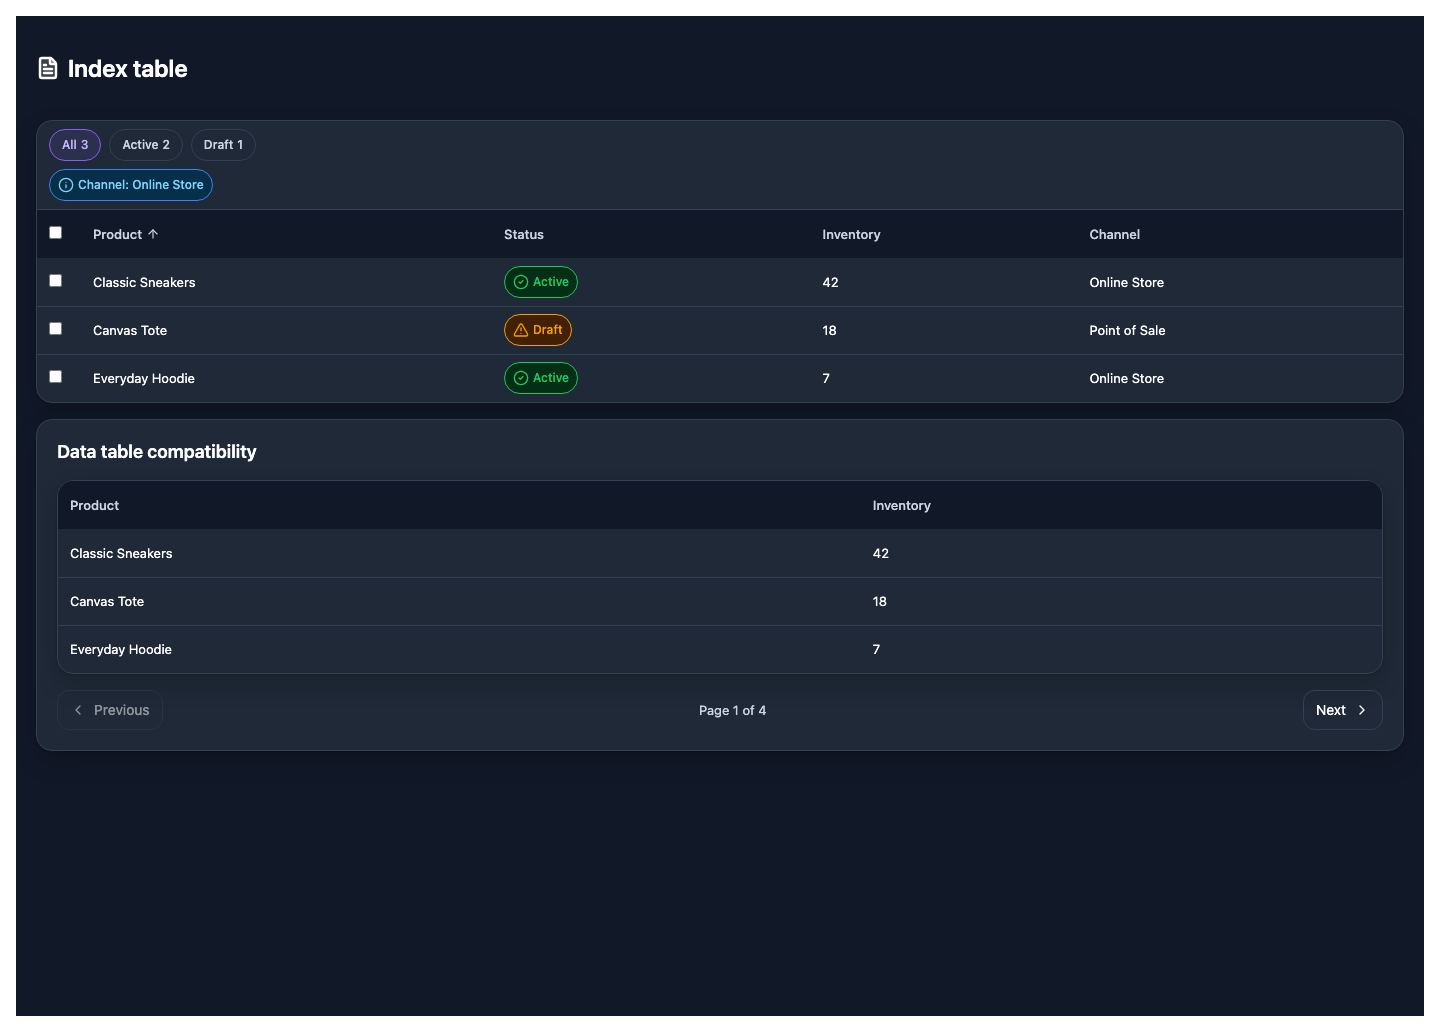 Index table
All 3 Active 2 Draft 1
Channel: Online Store
Product Status Inventory Channel
Classic Sneakers Active 42 Online Store
Canvas Tote Draft 18 Point of Sale
Everyday Hoodie Active 7 Online Store
Data table compatibility
Product Inventory
Classic Sneakers 42
Canvas Tote 18
Everyday Hoodie 7
Previous Page 1 of 4 Next